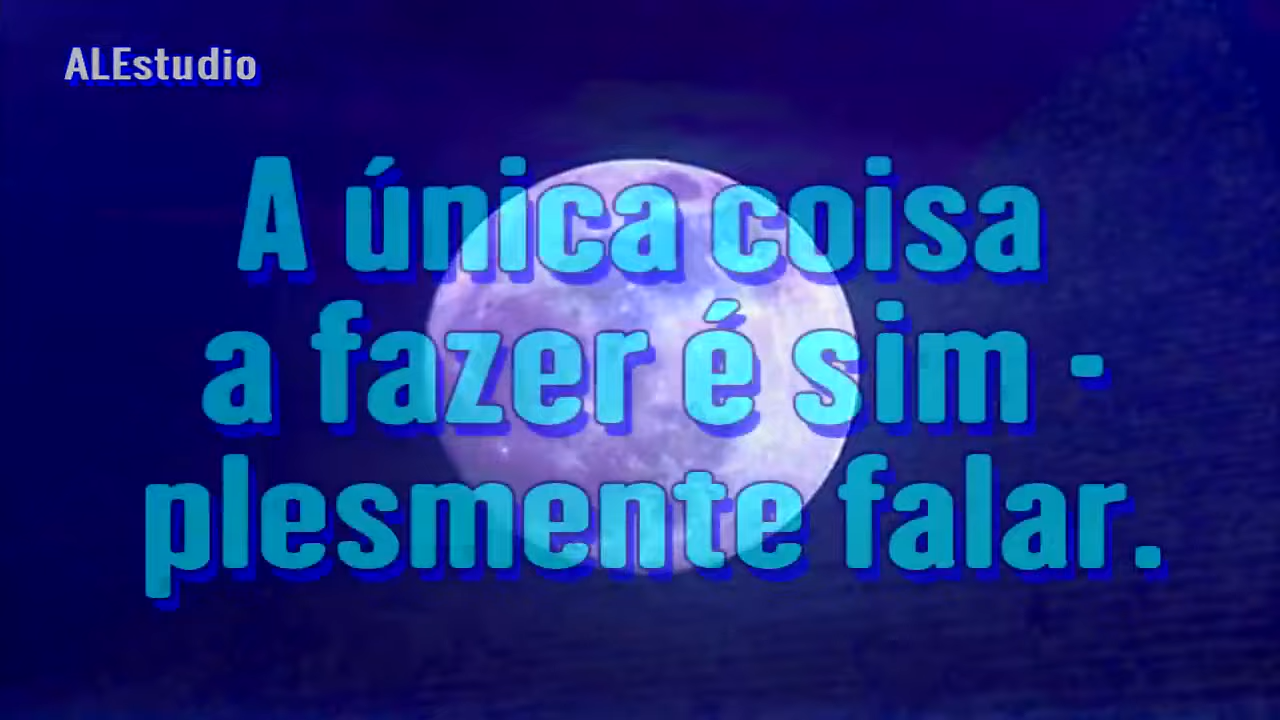 ALEstudio
A única coisa
a fazer é sim -
plesmente falar.